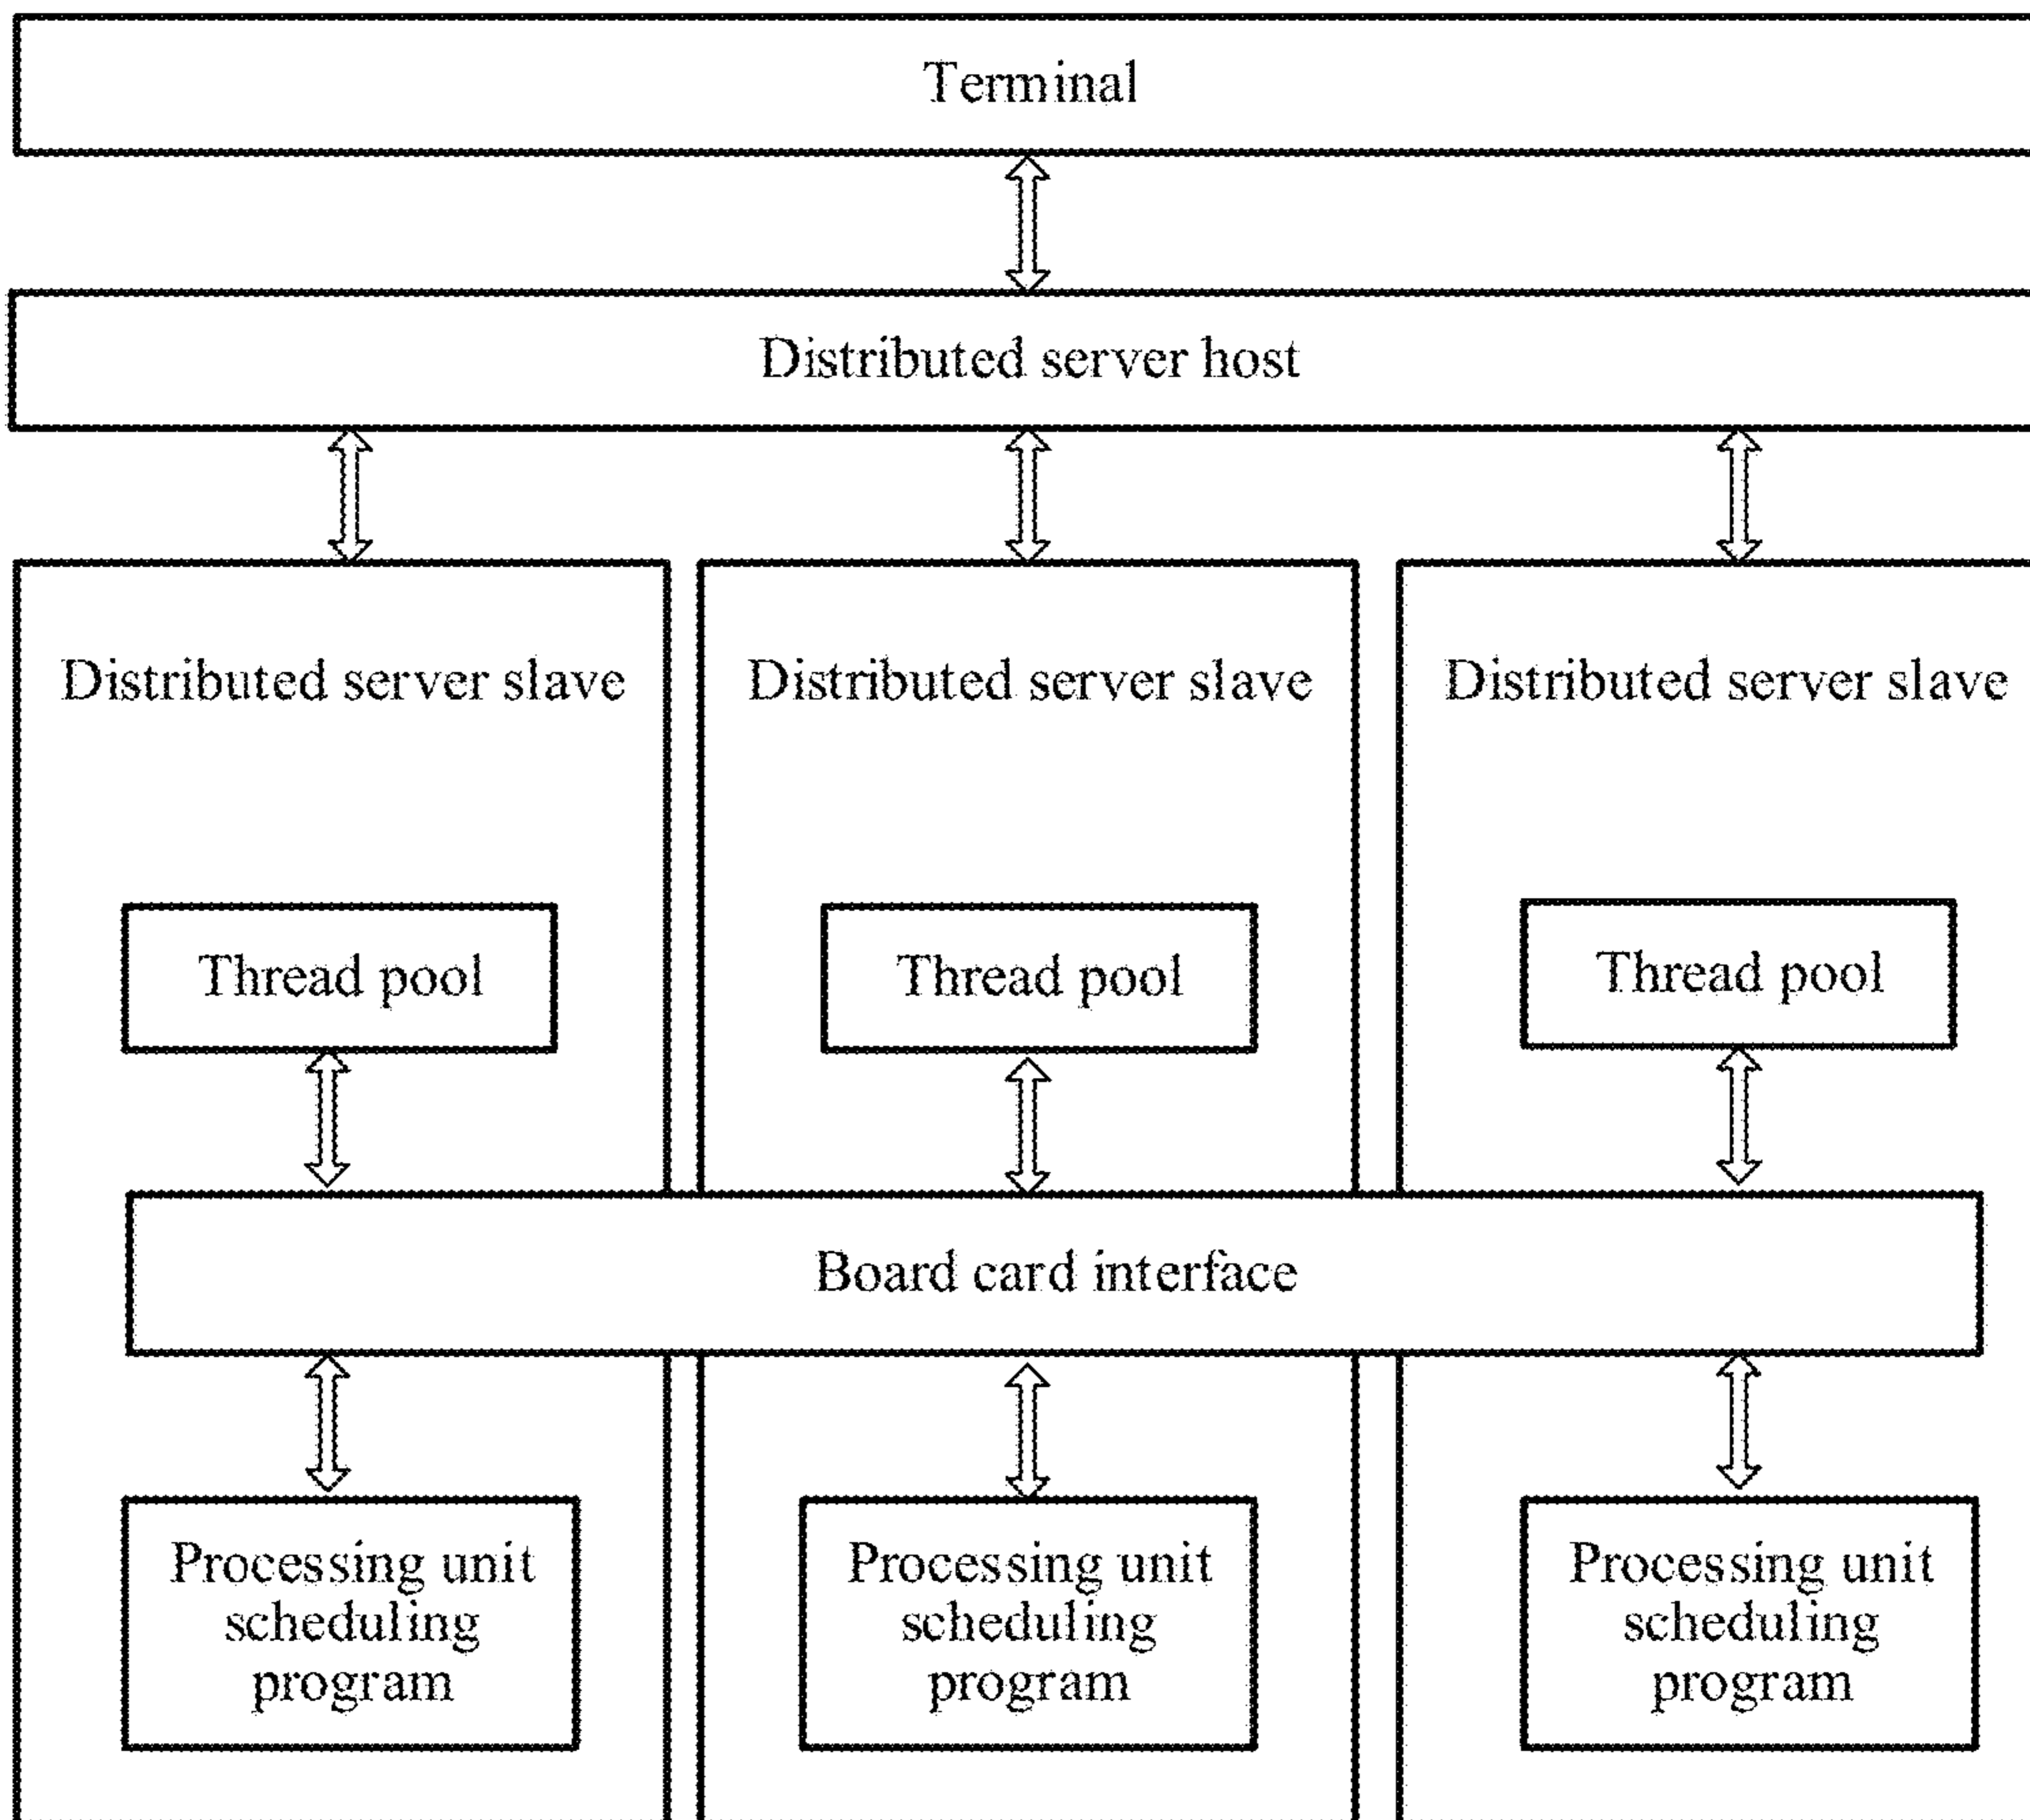 Terminal
Distributed server host
Distributed server slave
Distributed server slave
Distributed server slave
Thread pool
Thread pool
Thread pool
Board card interface
Processing unit
scheduling
program
Processing unit
scheduling
program
Processing unit
scheduling
program